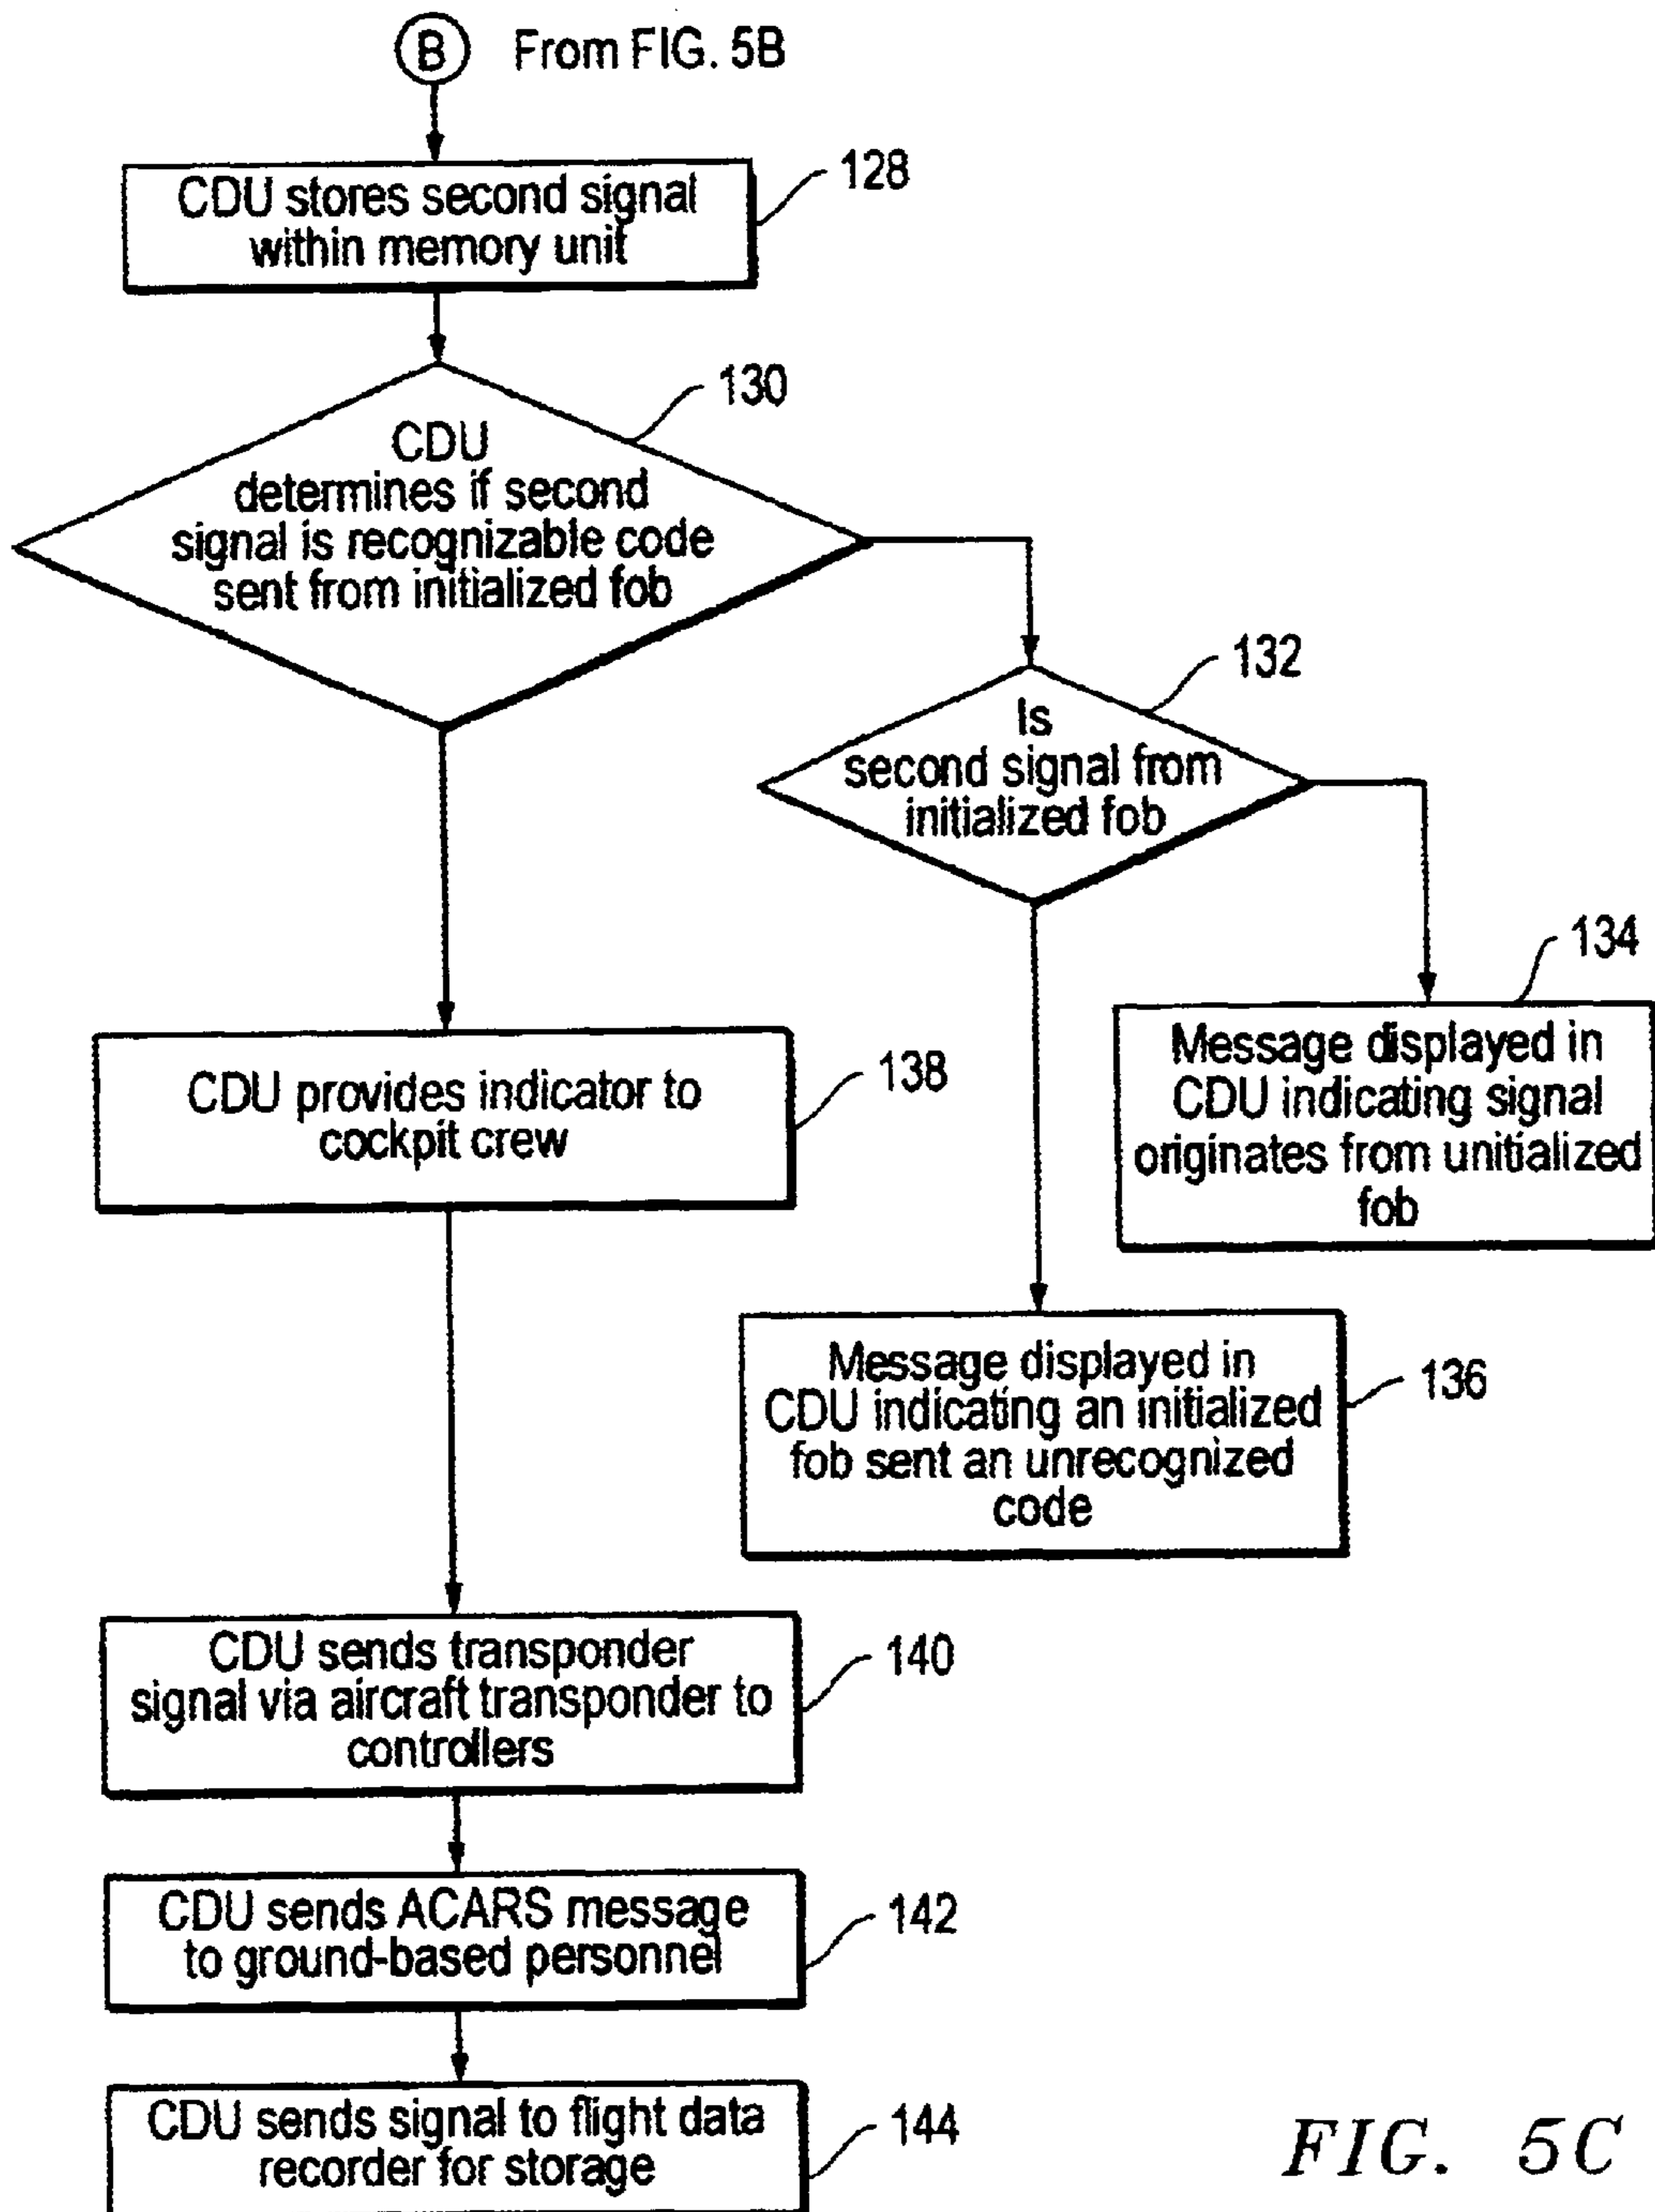 B From FIG. 5B
CDU stores second signal
within memory unit
128
CDU
determines if second
signal is recognizable code
sent from initialized fob
130
Is
second signal from
initialized fob
132
Message displayed in
CDU indicating signal
originates from unitialized
fob
134
CDU provides indicator to
cockpit crew
138
Message displayed in
CDU indicating an initialized
fob sent an unrecognized
code
136
CDU sends transponder
signal via aircraft transponder to
controllers
140
CDU sends ACARS message
to ground-based personnel
142
CDU sends signal to flight data
recorder for storage
144
FIG. 5C